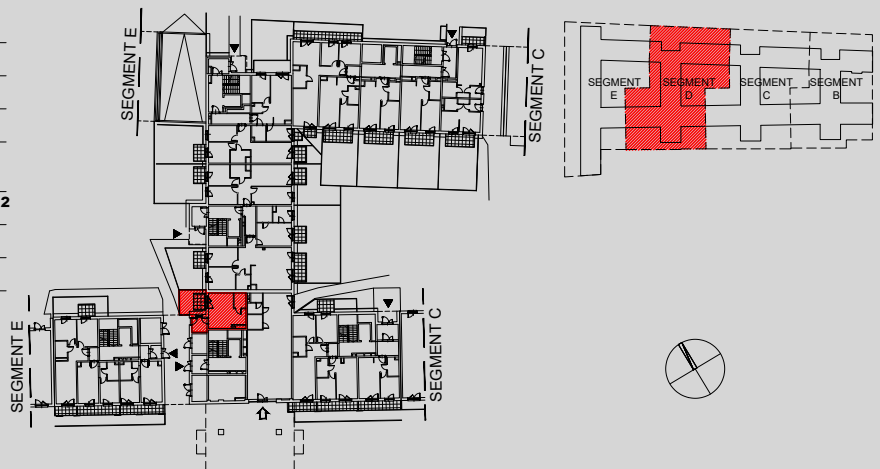 SEGMENT E
SEGMENT C
SEGMENT
E
SEGMENT
D
SEGMENT
C
SEGMENT
B
2
SEGMENT E
SEGMENT C